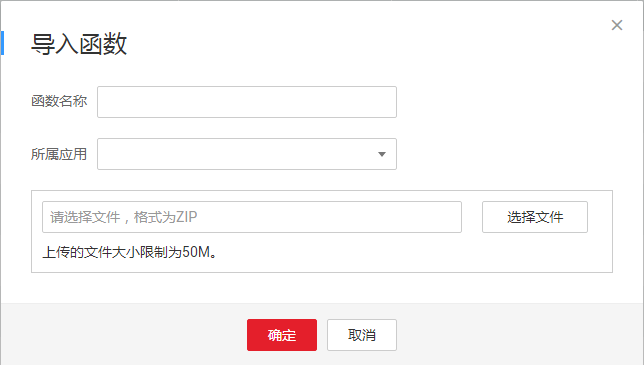 导入函数
函数名称
所属应用
请选择文件，格式为ZIP
选择文件
上传的文件大小限制为50M。
确定
取消